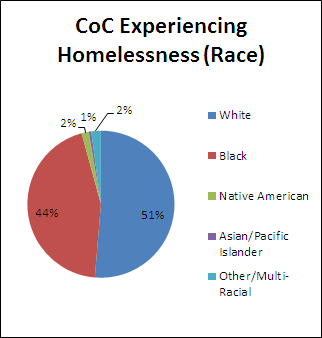 CoC Experiencing
Homelessness (Race)
2%
1%
2%
44%
51%
White
Black
Native American
Asian/Pacific
Islander
Other/Multi-
Racial